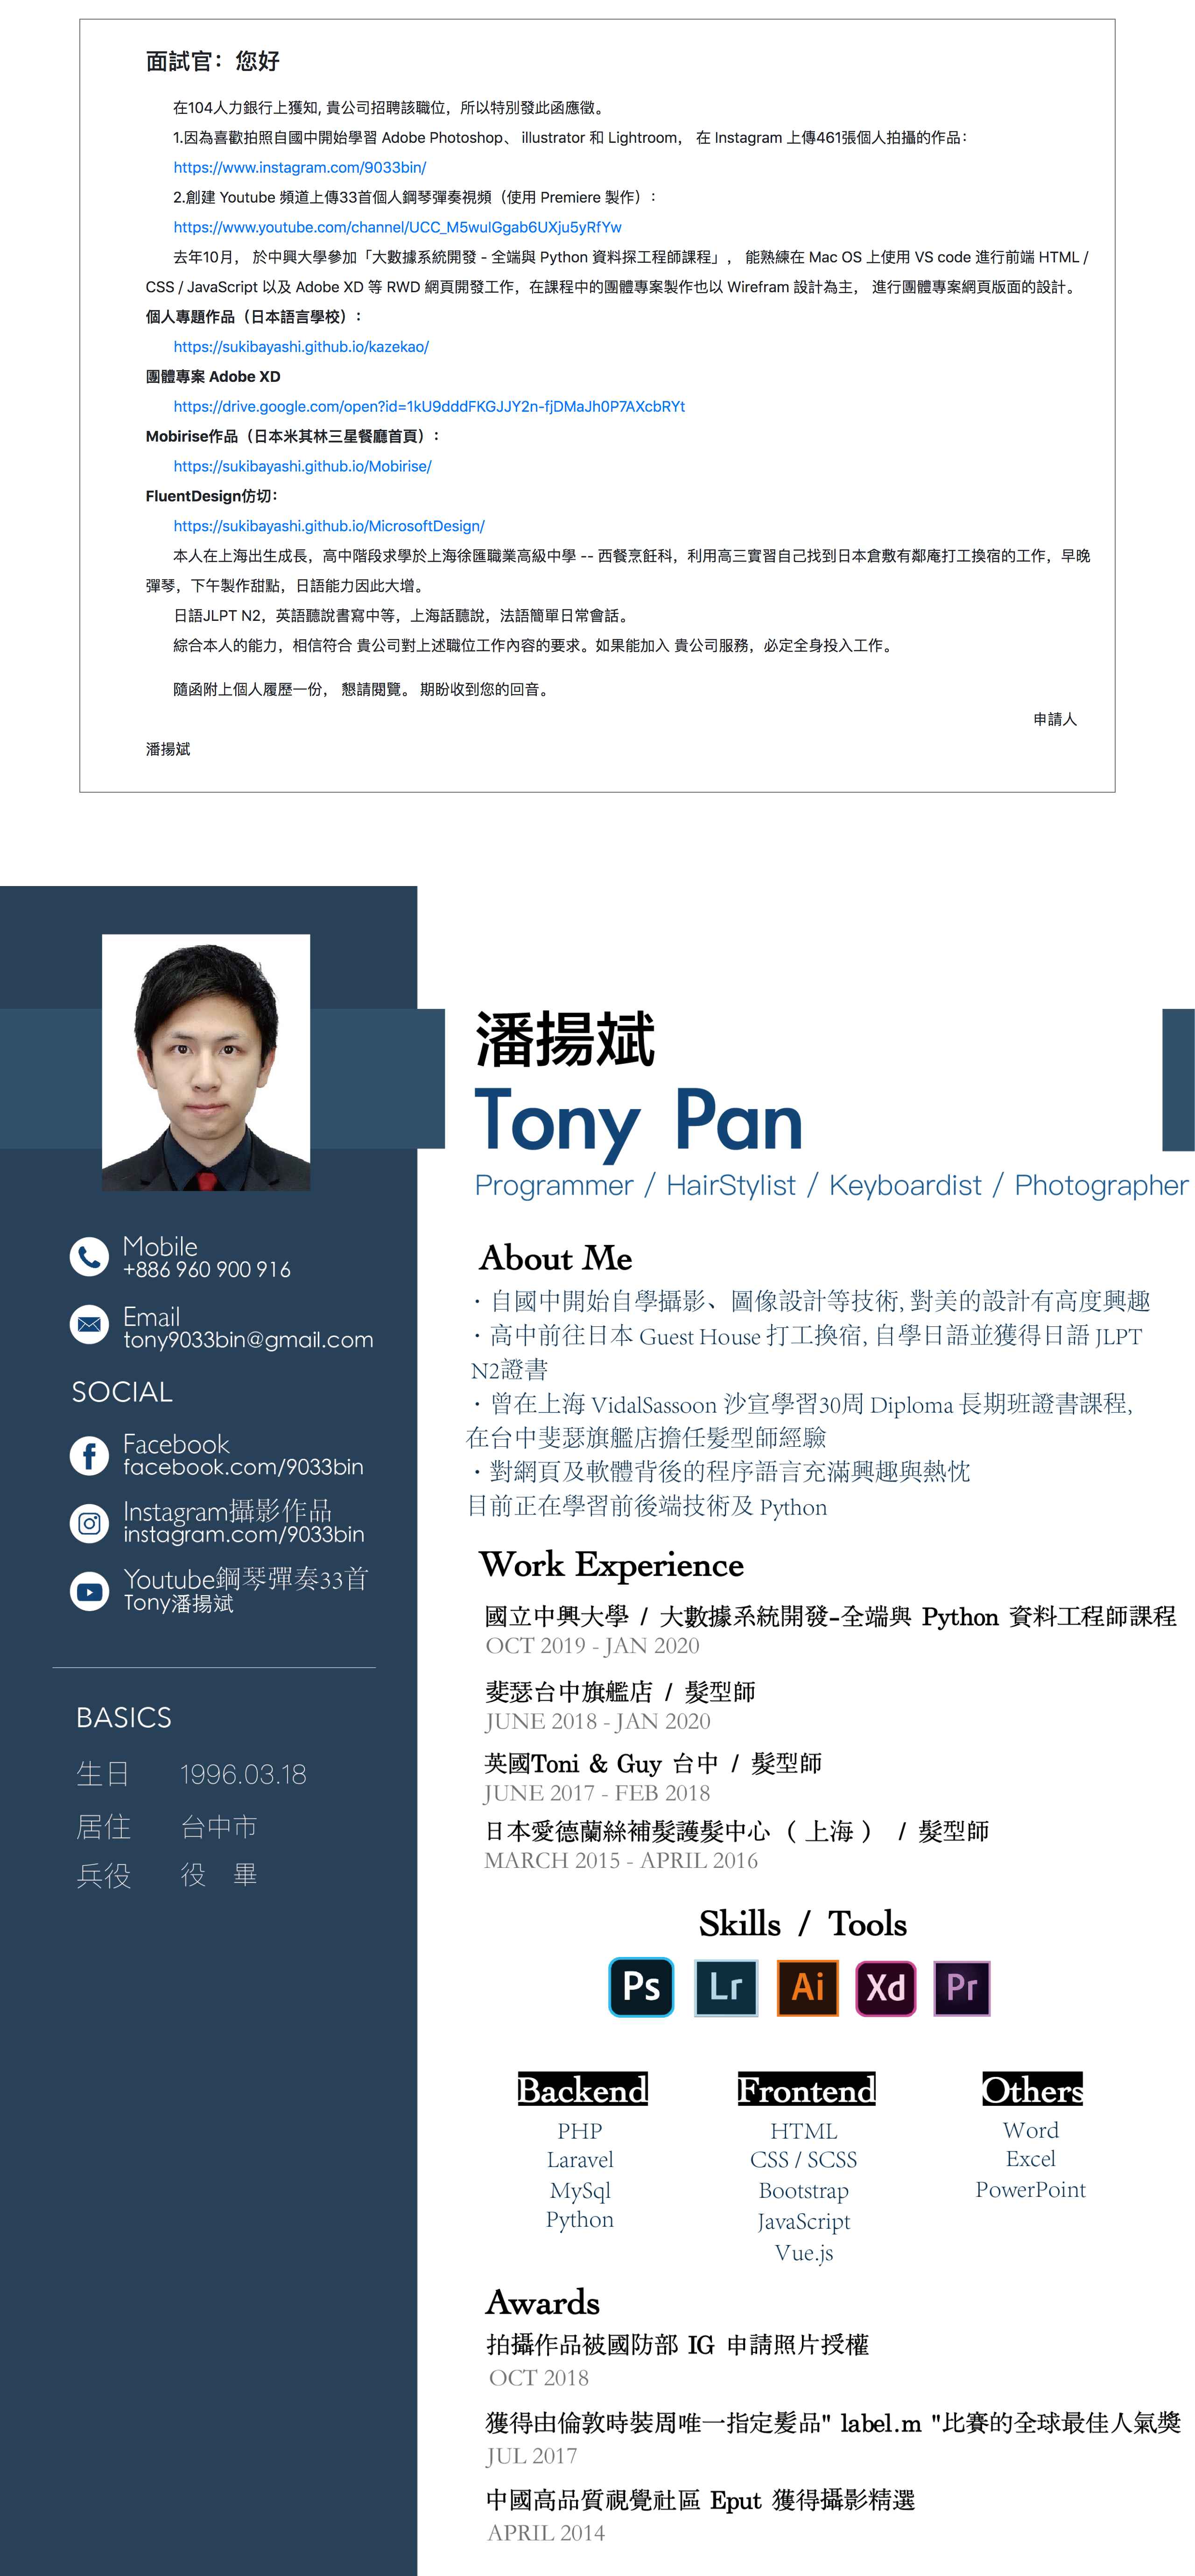 面試官：您好
在104人力銀行上獲知, 貴公司招聘該職位，所以特別發此函應徵。
1.因為喜歡拍照自國中開始學習 Adobe Photoshop、 illustrator 和 Lightroom， 在 Instagram 上傳461張個人拍攝的作品：
https://www.instagram.com/9033bin/
2.創建 Youtube 頻道上傳33首個人鋼琴彈奏視頻（使用 Premiere 製作）：
https://www.youtube.com/channel/UCC_M5wulGgab6UXju5yRfYw
去年10月， 於中興大學參加「大數據系統開發 - 全端與 Python 資料探工程師課程」， 能熟練在 Mac OS 上使用 VS code 進行前端 HTML /
CSS / JavaScript 以及 Adobe XD 等 RWD 網頁開發工作，在課程中的團體專案製作也以 Wirefram 設計為主， 進行團體專案網頁版面的設計。
個人專題作品（日本語言學校）：
https://sukibayashi.github.io/kazekao/
團體專案 Adobe XD
https://drive.google.com/open?id=1kU9dddFKGJJY2n-fjDMaJh0P7AXcbRYt
Mobirise作品（日本米其林三星餐廳首頁）：
https://sukibayashi.github.io/Mobirise/
FluentDesign仿切：
https://sukibayashi.github.io/MicrosoftDesign/
本人在上海出生成長，高中階段求學於上海徐匯職業高級中學 -- 西餐烹飪科，利用高三實習自己找到日本倉敷有鄰庵打工換宿的工作，早晚
彈琴，下午製作甜點，日語能力因此大增。
日語JLPT N2，英語聽說書寫中等，上海話聽說，法語簡單日常會話。
綜合本人的能力，相信符合 貴公司對上述職位工作內容的要求。如果能加入 貴公司服務，必定全身投入工作。
隨函附上個人履歷一份， 懇請閱覽。 期盼收到您的回音。
申請人
潘揚斌
潘揚斌
Tony Pan
Programmer / HairStylist / Keyboardist / Photographer
Mobile
+886 960 900 916
Email
tony9033bin@gmail.com
SOCIAL
Facebook
facebook.com/9033bin
Instagram攝影作品
instagram.com/9033bin
Youtube鋼琴彈奏33首
Tony潘揚斌
BASICS
生日 1996.03.18
居住 台中市
兵役 役 畢
About Me
・自國中開始自學攝影、圖像設計等技術, 對美的設計有高度興趣
・高中前往日本 Guest House 打工換宿, 自學日語並獲得日語 JLPT
N2證書
・曾在上海 VidalSassoon 沙宣學習30周 Diploma 長期班證書課程,
在台中斐瑟旗艦店擔任髮型師經驗
・對網頁及軟體背後的程序語言充滿興趣與熱忱
目前正在學習前後端技術及 Python
Work Experience
國立中興大學 / 大數據系統開發-全端與 Python 資料工程師課程
OCT 2019 - JAN 2020
斐瑟台中旗艦店 / 髮型師
JUNE 2018 - JAN 2020
英國Toni & Guy 台中 / 髮型師
JUNE 2017 - FEB 2018
日本愛德蘭絲補髮護髮中心（上海） / 髮型師
MARCH 2015 - APRIL 2016
Skills / Tools
Ps Lr Ai Xd Pr
Backend
PHP
Laravel
MySql
Python
Frontend
HTML
CSS / SCSS
Bootstrap
JavaScript
Vue.js
Others
Word
Excel
PowerPoint
Awards
拍攝作品被國防部 IG 申請照片授權
OCT 2018
獲得由倫敦時裝周唯一指定髮品" label.m "比賽的全球最佳人氣獎
JUL 2017
中國高品質視覺社區 Eput 獲得攝影精選
APRIL 2014